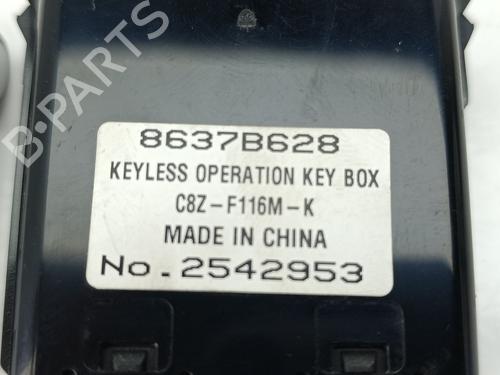 8637B628
KEYLESS OPERATION KEY BOX
C8Z-F116M-K
MADE IN CHINA
No.2542953
B-PARTS